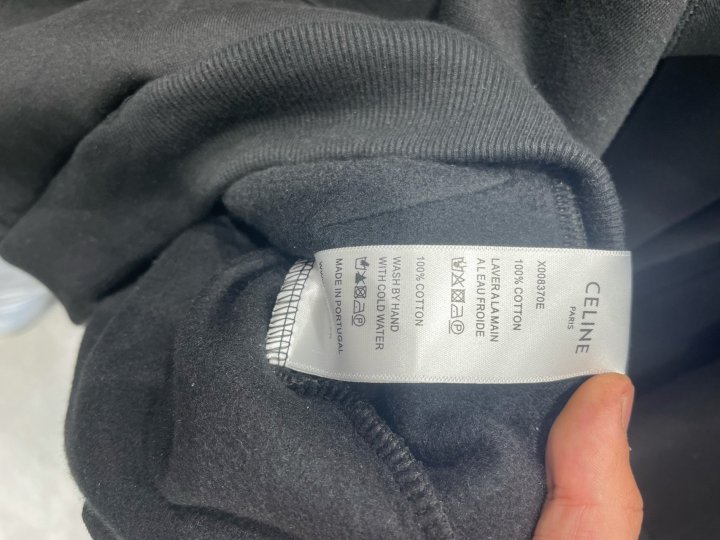 CELINE
PARIS
X008370E
100% COTTON
LAVER A LA MAIN
A L EAU FROIDE
100% COTTON
WASH BY HAND
WITH COLD WATER
MADE IN PORTUGAL